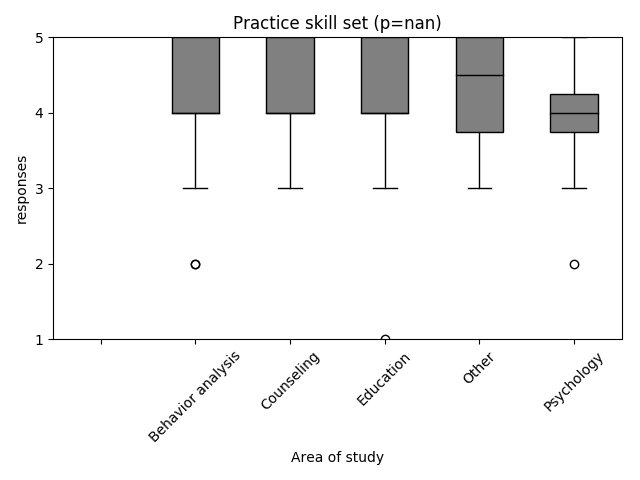 Practice skill set (p=nan)
5
4
3
2
1
responses
Behavior analysis
Counseling
Education
Other
Psychology
Area of study